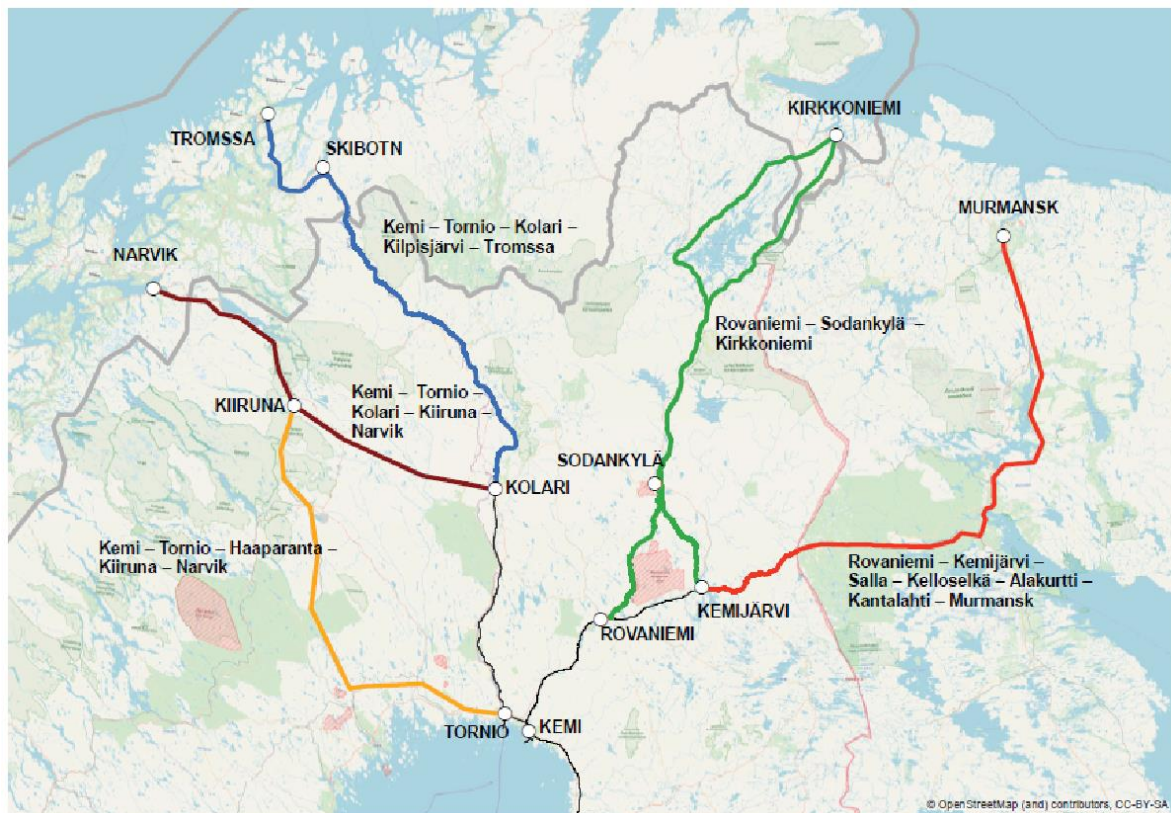 KIRKKONIEMI
TROMSSA
SKIBOTN
MURMANSK
Kemi – Tornio – Kolari –
Kilpisjärvi – Tromssa
NARVIK
Rovaniemi – Sodankylä –
Kirkkoniemi
Kemi – Tornio –
Kolari – Kiiruna –
Narvik
KIIRUNA
SODANKYLÄ
KOLARI
Kemi – Tornio – Haaparanta –
Kiiruna – Narvik
Rovaniemi – Kemijärvi –
Salla – Kelloselkä – Alakurtti –
Kantalahti – Murmansk
KEMIJÄRVI
ROVANIEMI
TORNIO
KEMI
© OpenStreetMap (and) contributors, CC-BY-SA